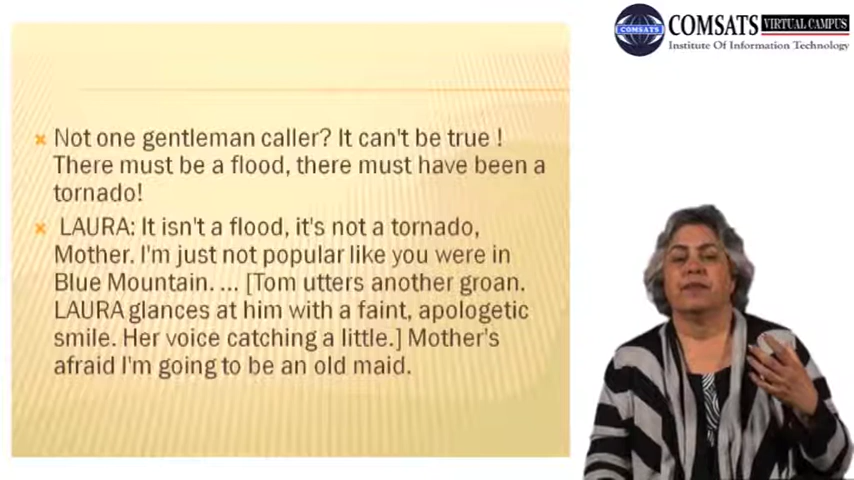 COMSATS VIRTUAL CAMPUS
COMSATS
Institute Of Information Technology
Not one gentleman caller? It can't be true !
There must be a flood, there must have been a
tornado!
LAURA: It isn't a flood, it's not a tornado,
Mother. I'm just not popular like you were in
Blue Mountain. ... [Tom utters another groan.
LAURA glances at him with a faint, apologetic
smile. Her voice catching a little.] Mother's
afraid I'm going to be an old maid.